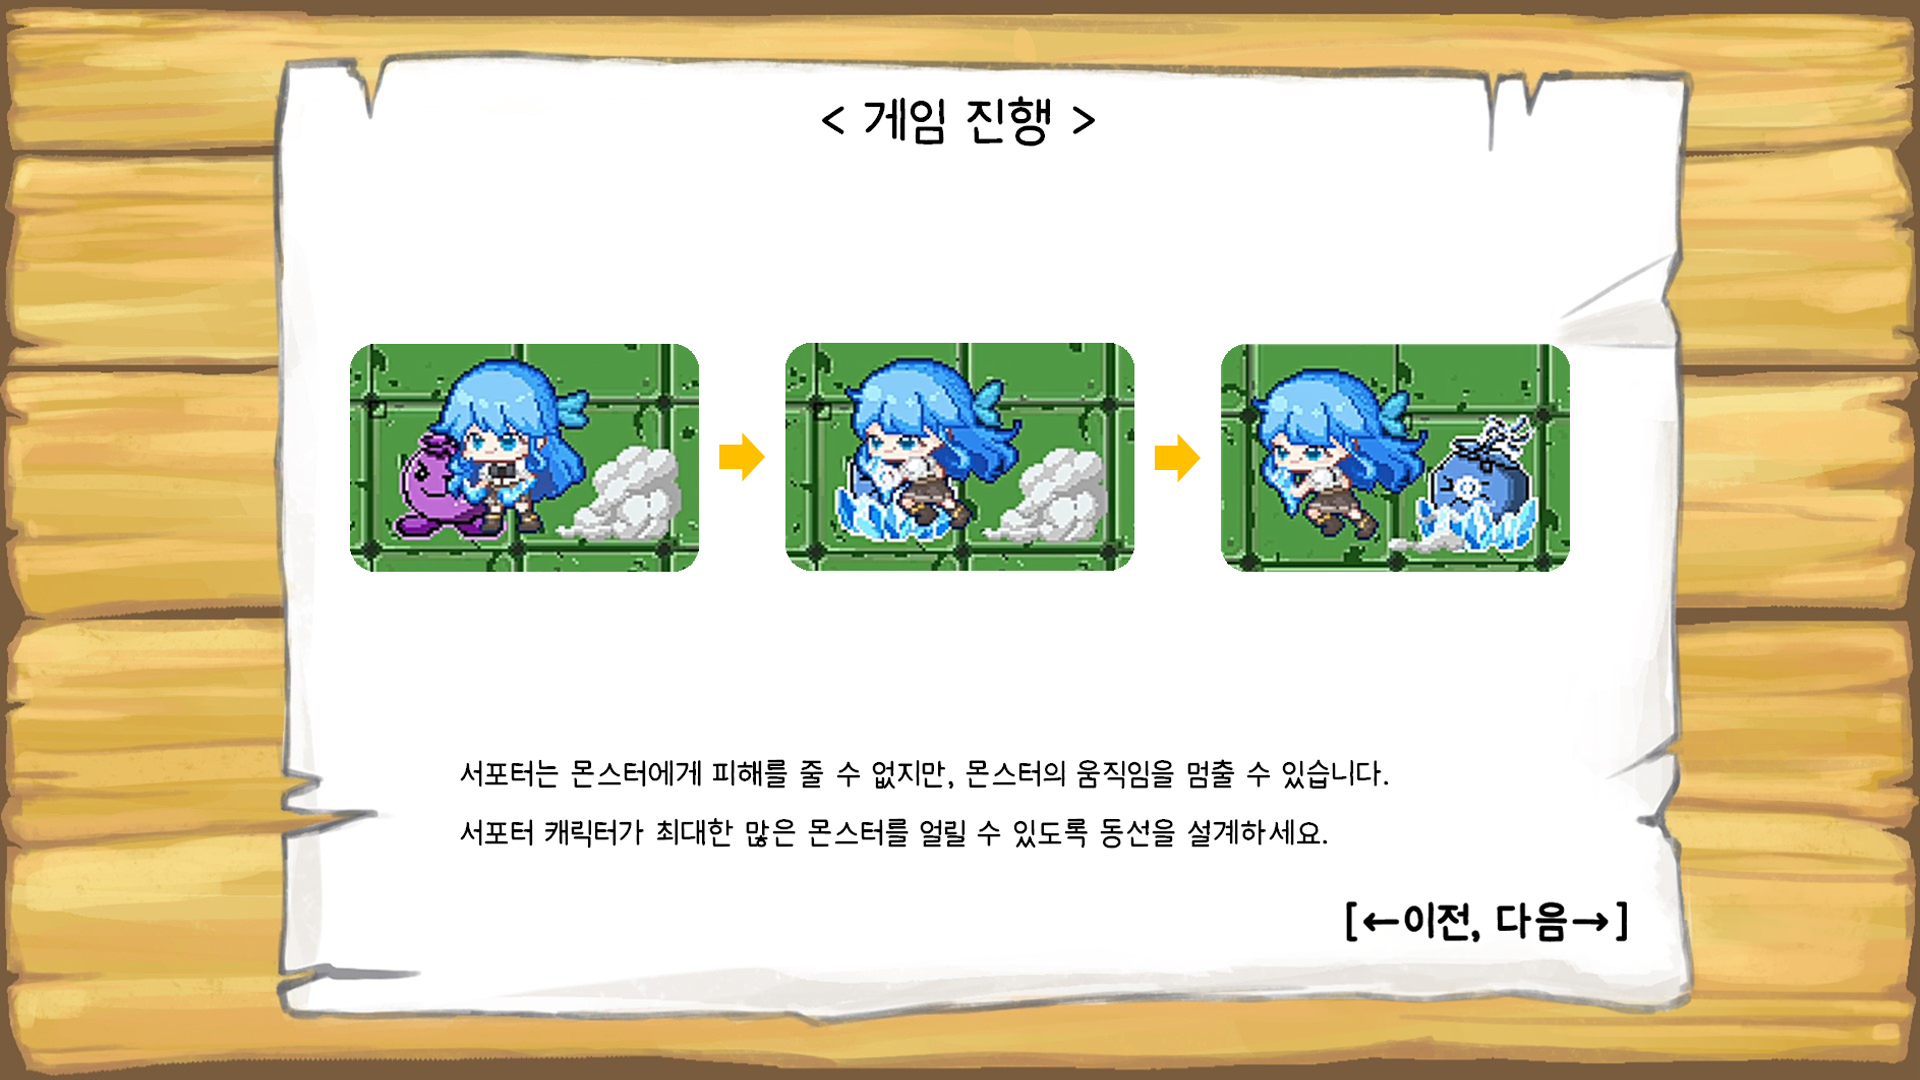 < 게임 진행 >
서포터는 몬스터에게 피해를 줄 수 없지만, 몬스터의 움직임을 멈출 수 있습니다.
서포터 캐릭터가 최대한 많은 몬스터를 얼릴 수 있도록 동선을 설계하세요.
[←이전, 다음→]